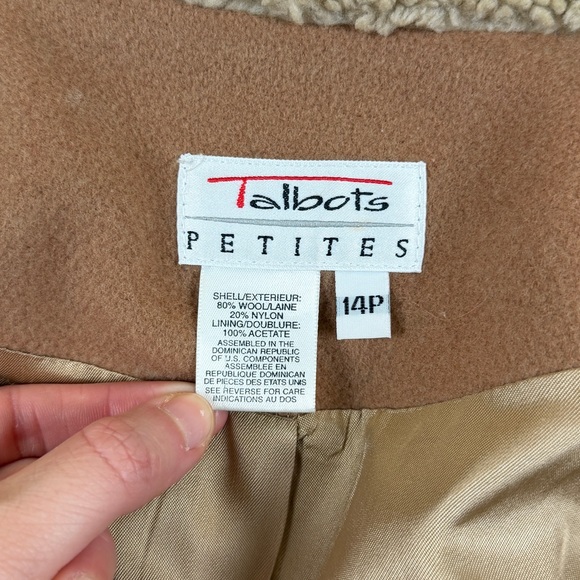 Talbots
PETITES
14P
SHELL/EXTERIEUR:
80% WOOL/LAINE
20% NYLON
LINING/DOUBLURE:
100% ACETATE
ASSEMBLED IN THE
DOMINICAN REPUBLIC
OF U.S. COMPONENTS
ASSEMBLEE EN
REPUBLIQUE DOMINICAN
DE PIECES DES ETATS UNIS
SEE REVERSE FOR CARE
INDICATIONS AU DOS